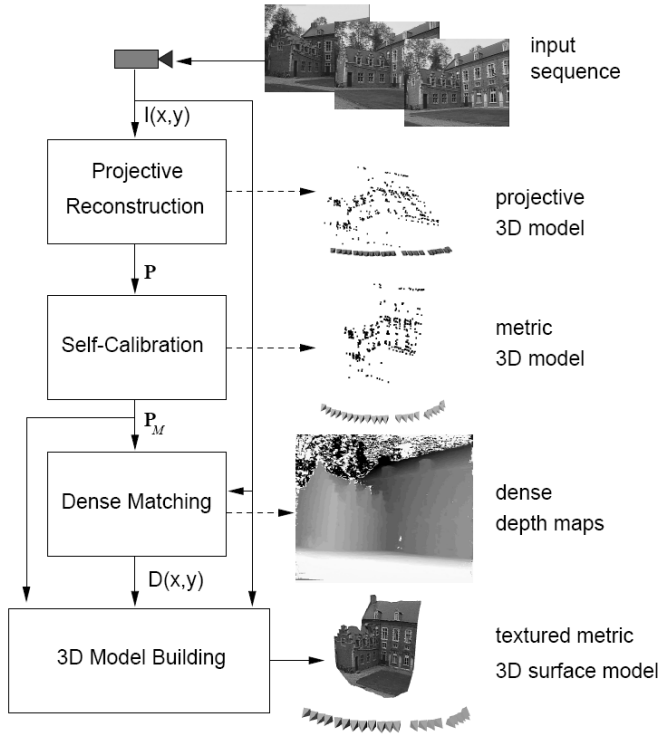 input
sequence
I(x,y)
Projective
Reconstruction
projective
3D model
P
Self-Calibration
metric
3D model
P_M
Dense Matching
dense
depth maps
D(x,y)
3D Model Building
textured metric
3D surface model